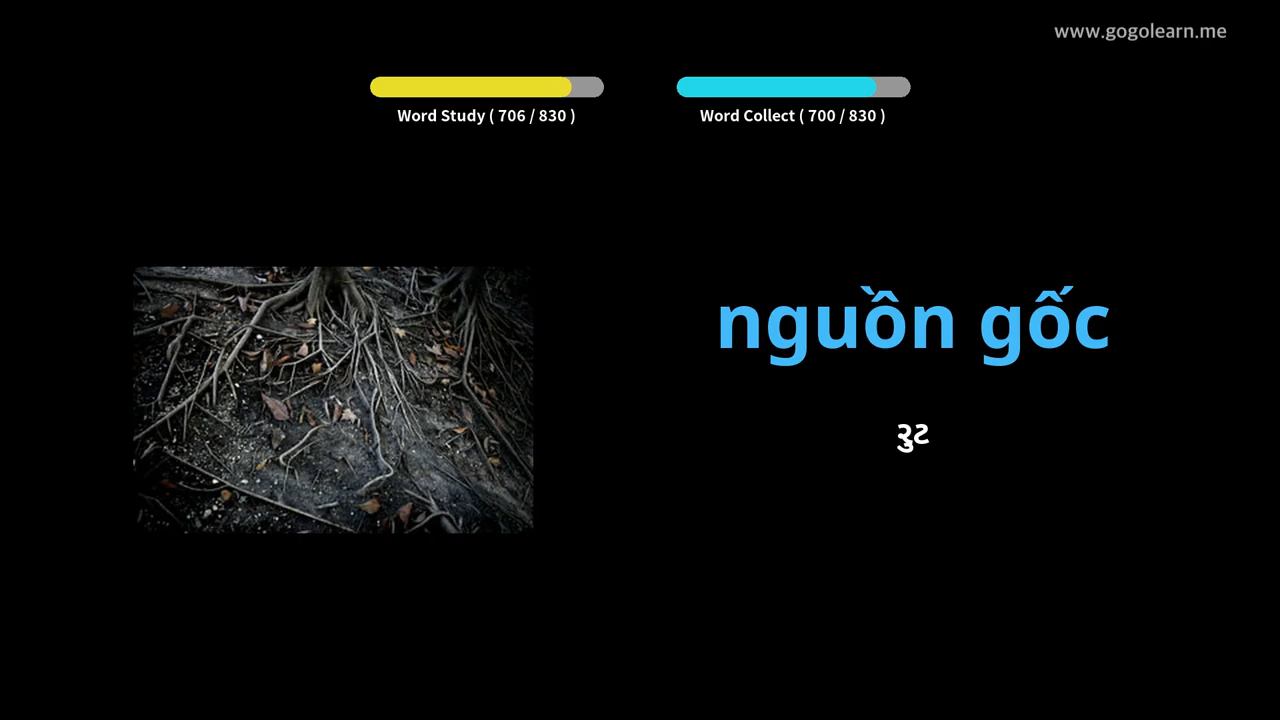 www.gogolearn.me
Word Study ( 706 / 830 )
Word Collect ( 700 / 830 )
nguồn gốc
રુટ